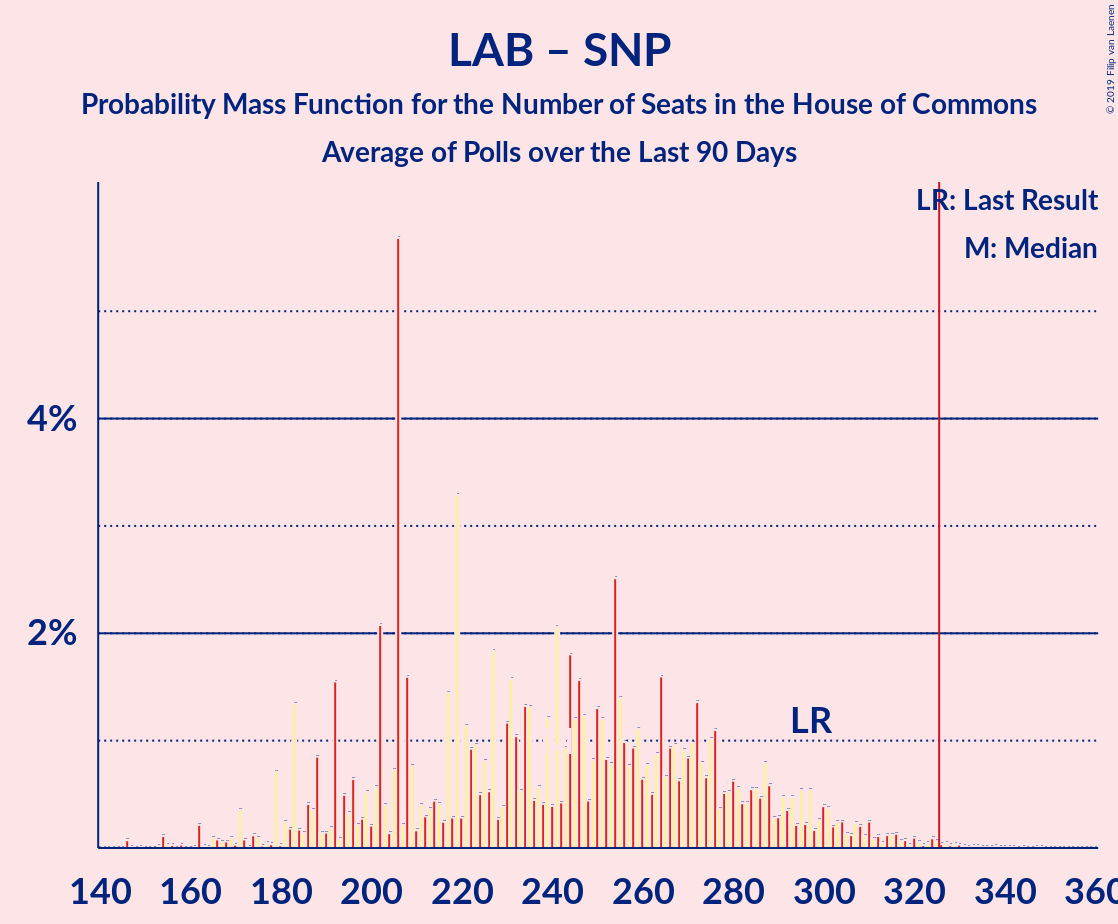 LAB – SNP
Probability Mass Function for the Number of Seats in the House of Commons
Average of Polls over the Last 90 Days
© 2019 Filip van Laenen
LR: Last Result
M: Median
4%
2%
LR
140 160 180 200 220 240 260 280 300 320 340 360